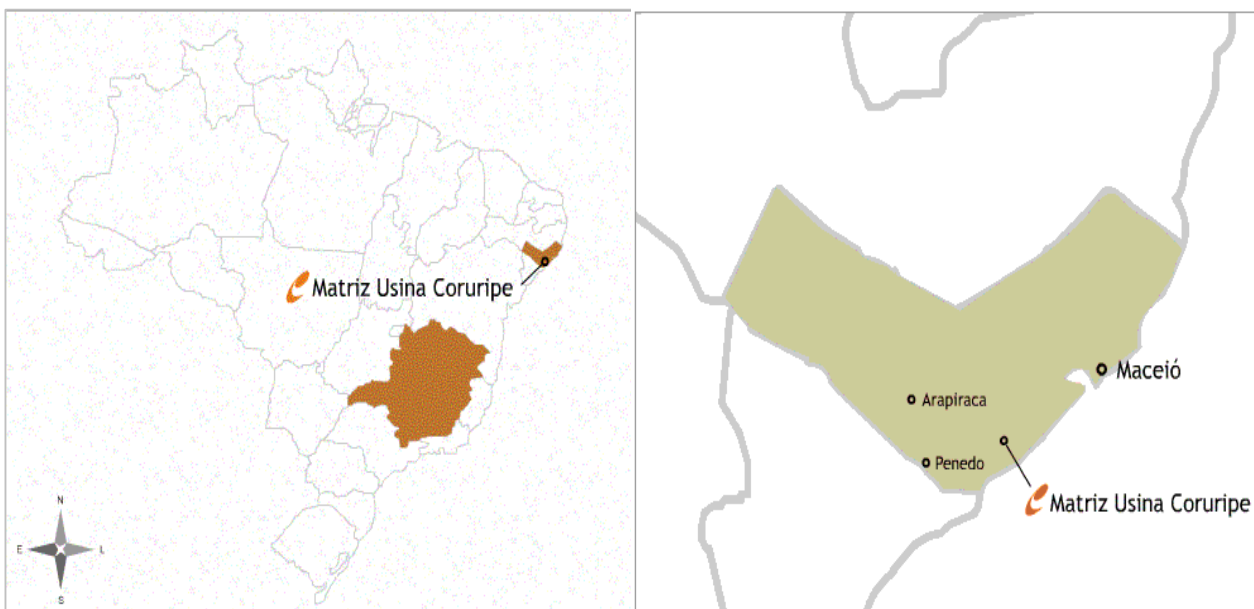 Matriz Usina Coruripe
N
E L
S
Maceió
Arapiraca
Penedo
Matriz Usina Coruripe